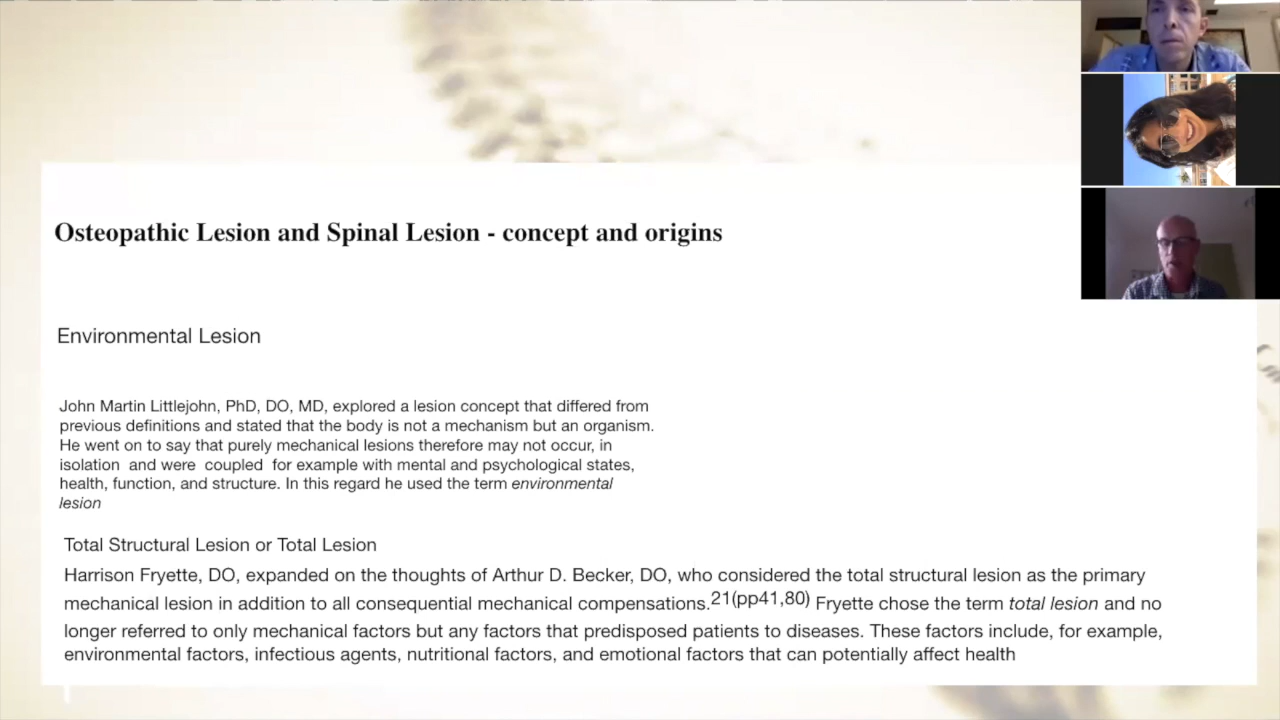 Osteopathic Lesion and Spinal Lesion - concept and origins
Environmental Lesion
John Martin Littlejohn, PhD, DO, MD, explored a lesion concept that differed from
previous definitions and stated that the body is not a mechanism but an organism.
He went on to say that purely mechanical lesions therefore may not occur, in
isolation  and were  coupled  for example with mental and psychological states,
health, function, and structure. In this regard he used the term environmental
lesion
Total Structural Lesion or Total Lesion
Harrison Fryette, DO, expanded on the thoughts of Arthur D. Becker, DO, who considered the total structural lesion as the primary
mechanical lesion in addition to all consequential mechanical compensations.21(pp41,80) Fryette chose the term total lesion and no
longer referred to only mechanical factors but any factors that predisposed patients to diseases. These factors include, for example,
environmental factors, infectious agents, nutritional factors, and emotional factors that can potentially affect health